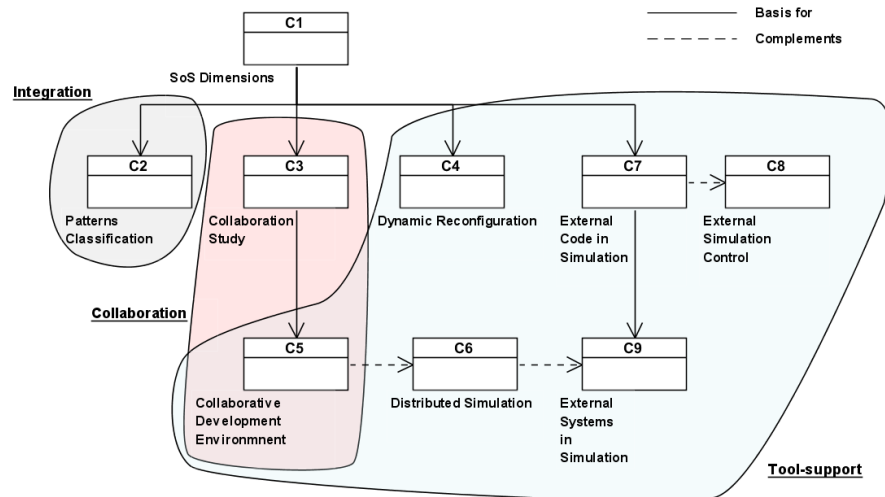 C1
Basis for
Complements
SoS Dimensions
Integration
C2
C3
C4
C7
C8
Patterns
Classification
Collaboration
Study
Dynamic Reconfiguration
External
Code in
Simulation
External
Simulation
Control
Collaboration
C5
C6
C9
Collaborative
Development
Environmnent
Distributed Simulation
External
Systems
in
Simulation
Tool-support